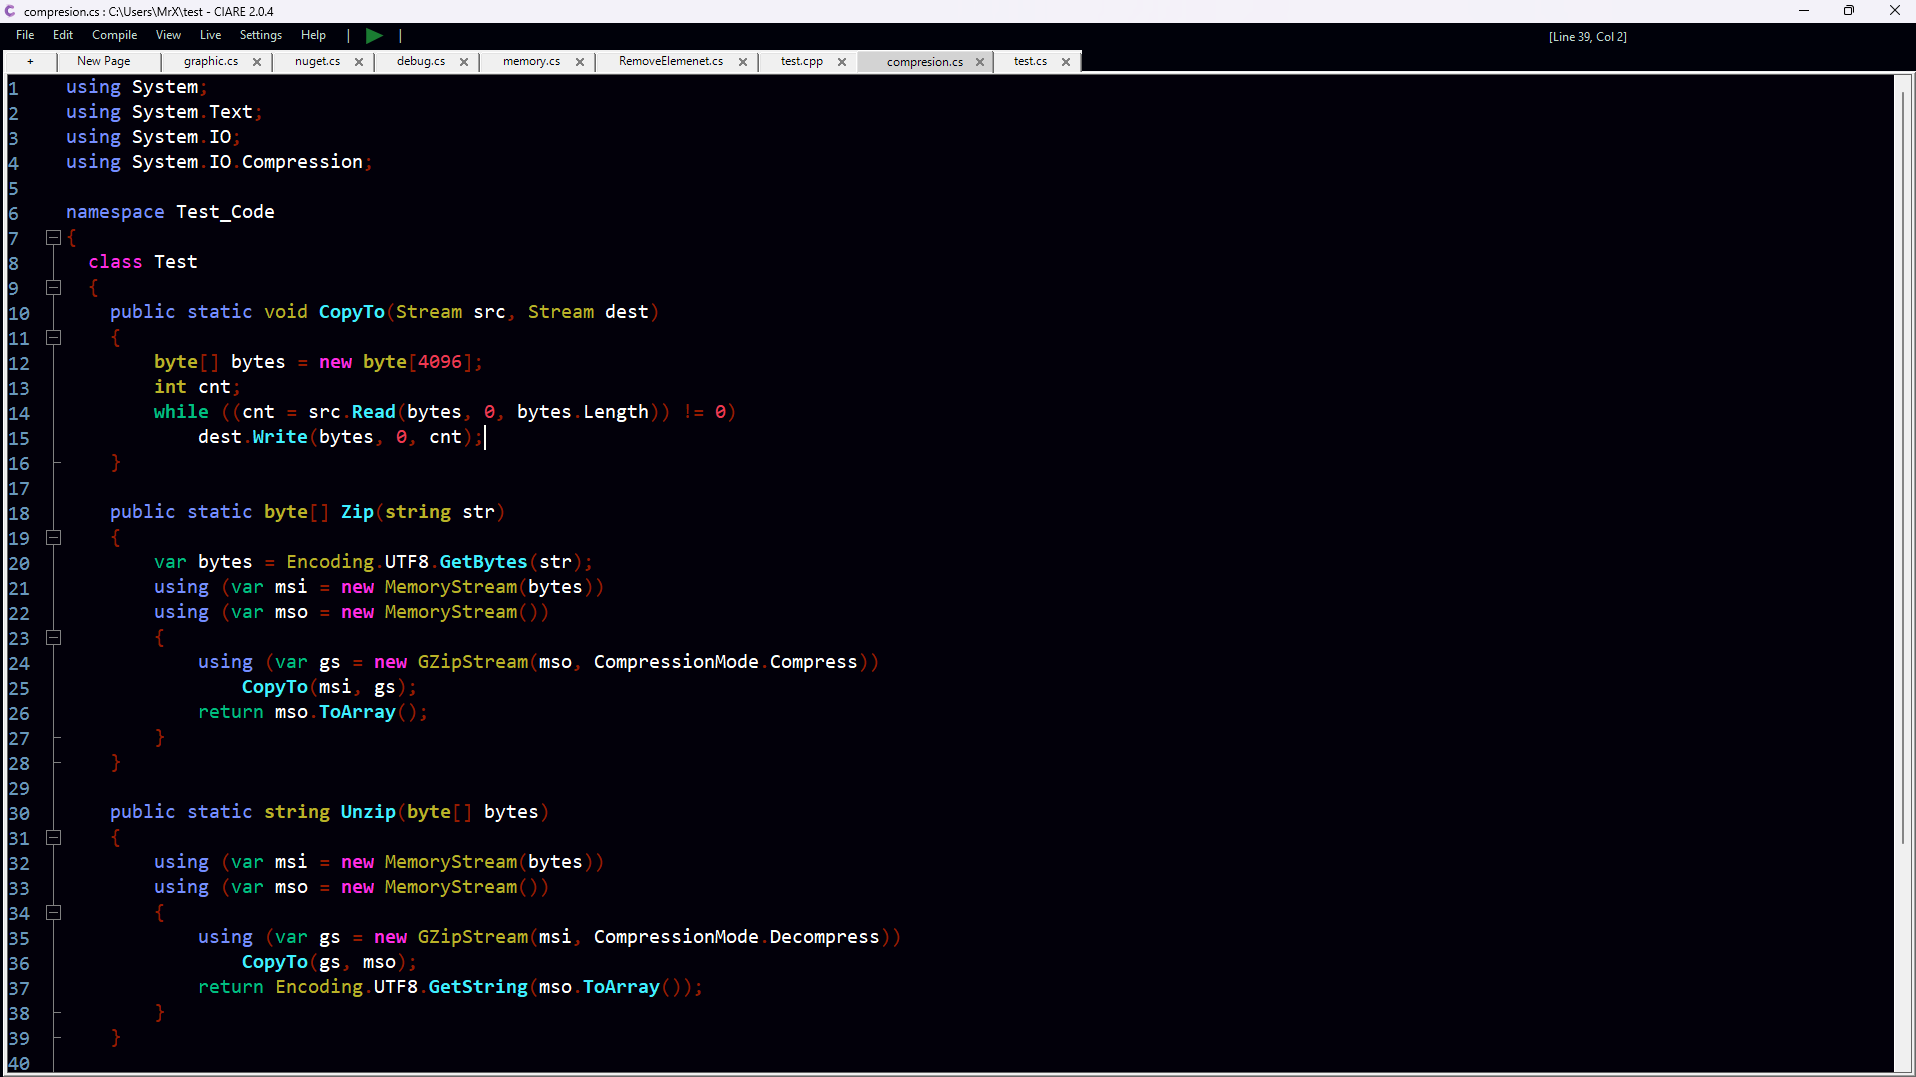 compresion.cs : C:\Users\MrX\test - CIARE 2.0.4
File Edit Compile View Live Settings Help | | [Line 39, Col 2]
+ New Page graphic.cs nuget.cs debug.cs memory.cs RemoveElemenet.cs test.cpp compresion.cs test.cs
1 using System;
2 using System.Text;
3 using System.IO;
4 using System.IO.Compression;
5
6 namespace Test_Code
7 {
8 class Test
9 {
10 public static void CopyTo(Stream src, Stream dest)
11 {
12 byte[] bytes = new byte[4096];
13 int cnt;
14 while ((cnt = src.Read(bytes, 0, bytes.Length)) != 0)
15 dest.Write(bytes, 0, cnt);
16 }
17
18 public static byte[] Zip(string str)
19 {
20 var bytes = Encoding.UTF8.GetBytes(str);
21 using (var msi = new MemoryStream(bytes))
22 using (var mso = new MemoryStream())
23 {
24 using (var gs = new GZipStream(mso, CompressionMode.Compress))
25 CopyTo(msi, gs);
26 return mso.ToArray();
27 }
28 }
29
30 public static string Unzip(byte[] bytes)
31 {
32 using (var msi = new MemoryStream(bytes))
33 using (var mso = new MemoryStream())
34 {
35 using (var gs = new GZipStream(msi, CompressionMode.Decompress))
36 CopyTo(gs, mso);
37 return Encoding.UTF8.GetString(mso.ToArray());
38 }
39 }
40